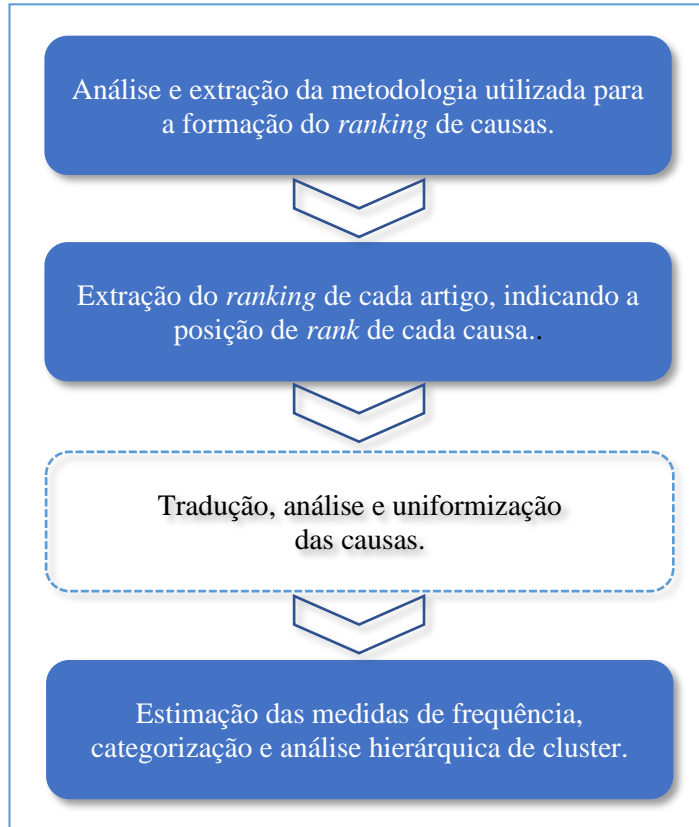 Análise e extração da metodologia utilizada para
a formação do ranking de causas.
Extração do ranking de cada artigo, indicando a
posição de rank de cada causa..
Tradução, análise e uniformização
das causas.
Estimação das medidas de frequência,
categorização e análise hierárquica de cluster.